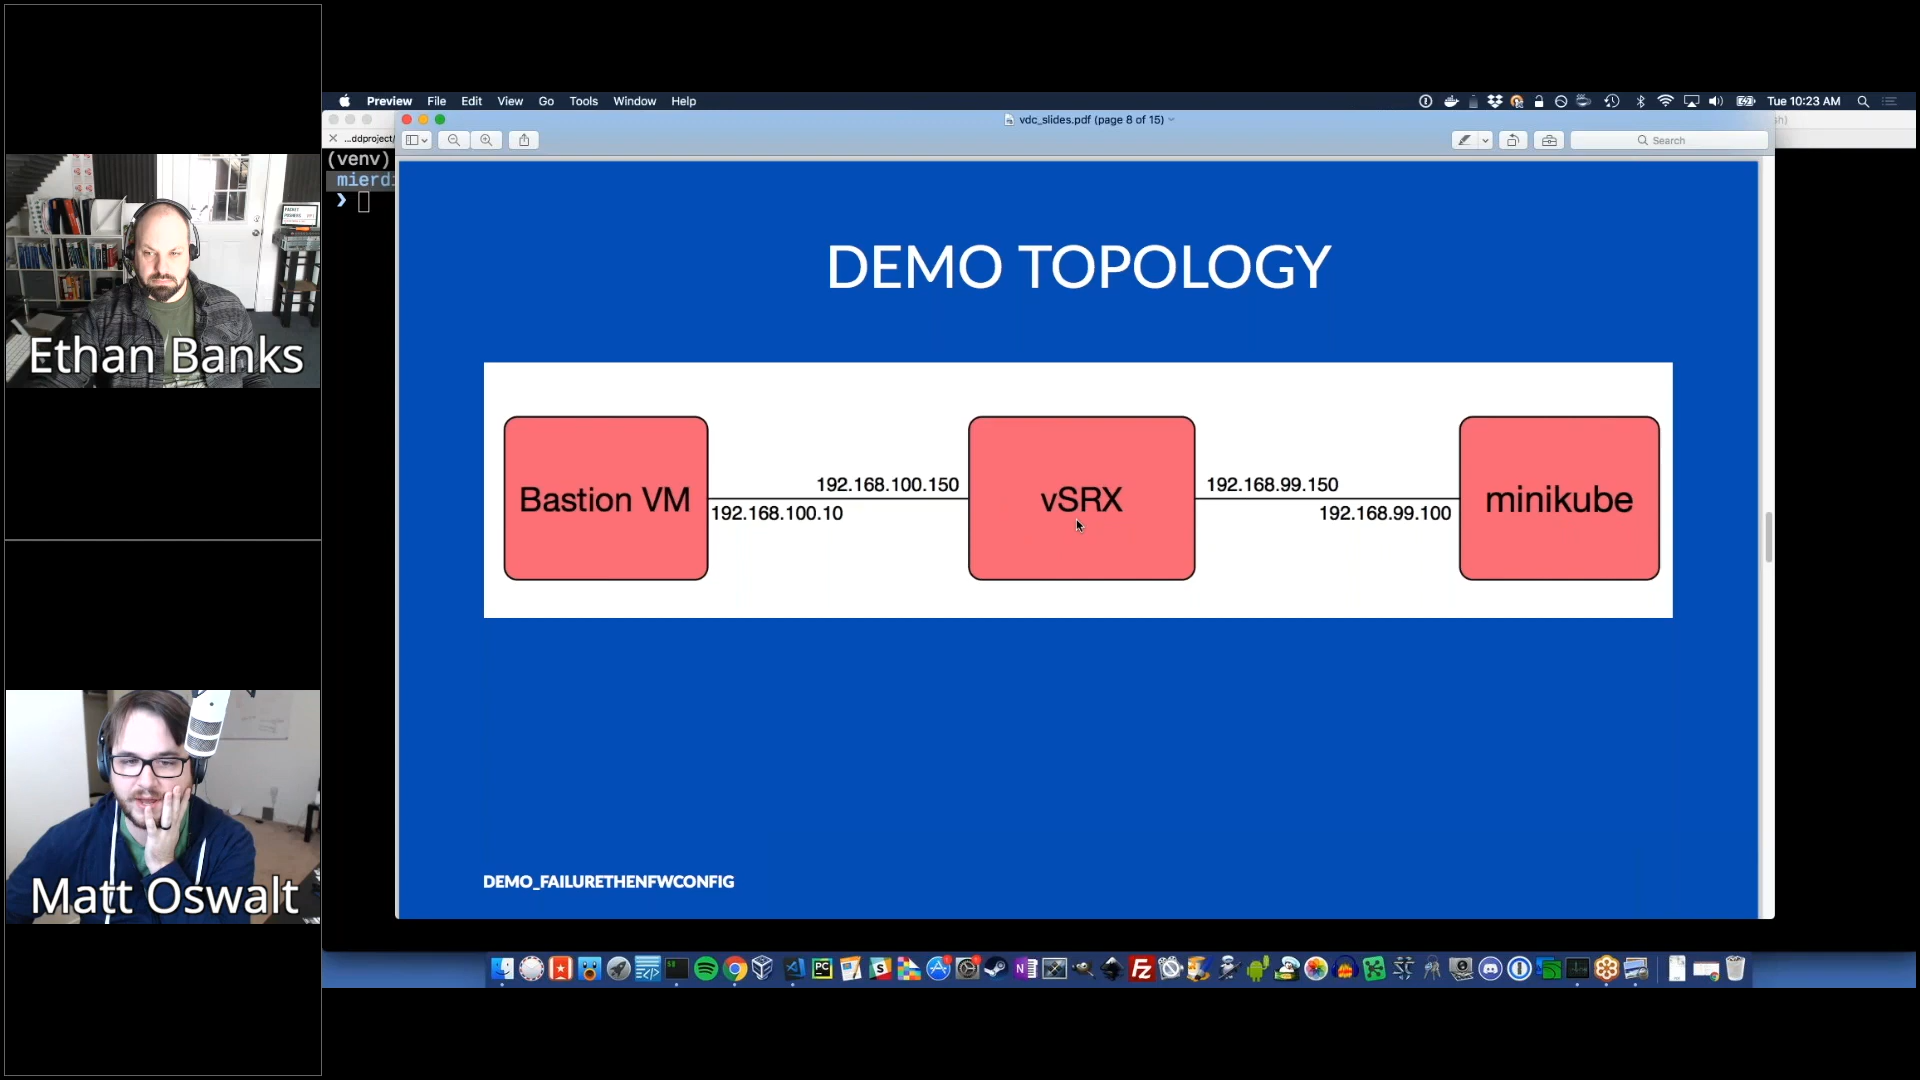 Preview File Edit View Go Tools Window Help
Tue 10:23 AM
vdc_slides.pdf (page 8 of 15)
...ddproject/
Search
(venv)
mierd
DEMO TOPOLOGY
Bastion VM
192.168.100.150
192.168.100.10
vSRX
192.168.99.150
192.168.99.100
minikube
DEMO_FAILURETHENFWCONFIG
Ethan Banks
Matt Oswalt